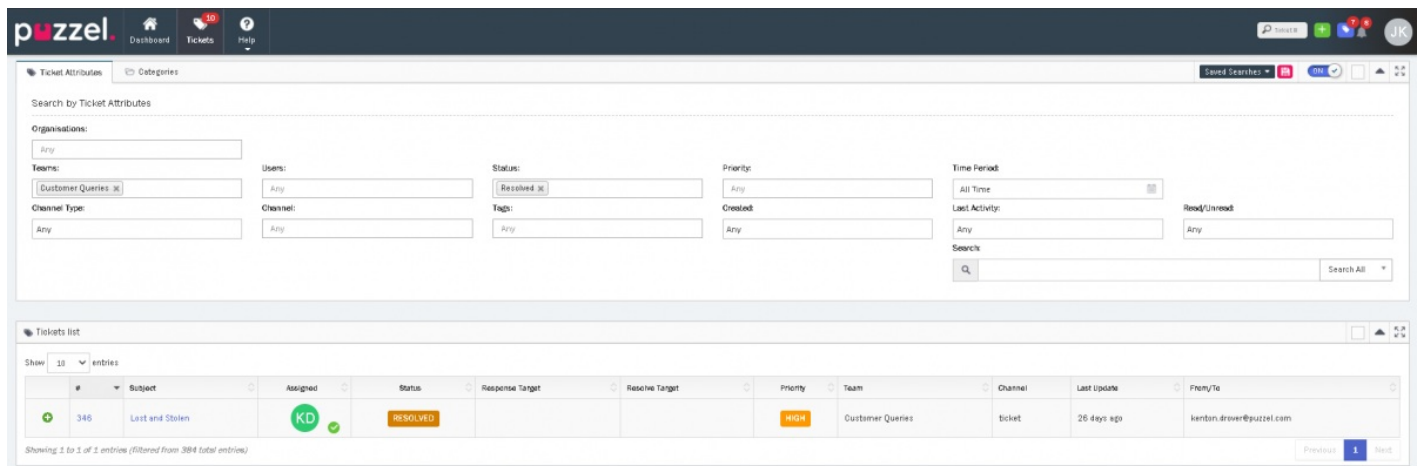 puzzel.
Dashboard
Tickets
10
Help
JK
Ticket Attributes
Categories
Saved Searches
ON
Search by Ticket Attributes
Organisations:
Any
Teams: Users: Status: Priority: Time Period:
Customer Queries x Any Resolved x Any All Time
Channel Type: Channel: Tags: Created: Last Activity: Read/Unread:
Any Any Any Any Any Any
Search:
Search All
Tickets list
Show 10 entries
# Subject Assigned Status Response Target Resolve Target Priority Team Channel Last Update From/To
346 Lost and Stolen KD RESOLVED HIGH Customer Queries ticket 26 days ago kenton.drover@puzzel.com
Showing 1 to 1 of 1 entries (filtered from 384 total entries)
Previous 1 Next